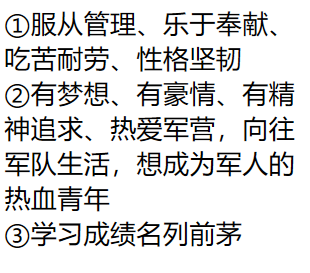 ①服从管理、乐于奉献、
吃苦耐劳、性格坚韧
②有梦想、有豪情、有精
神追求、热爱军营，向往
军队生活，想成为军人的
热血青年
③学习成绩名列前茅